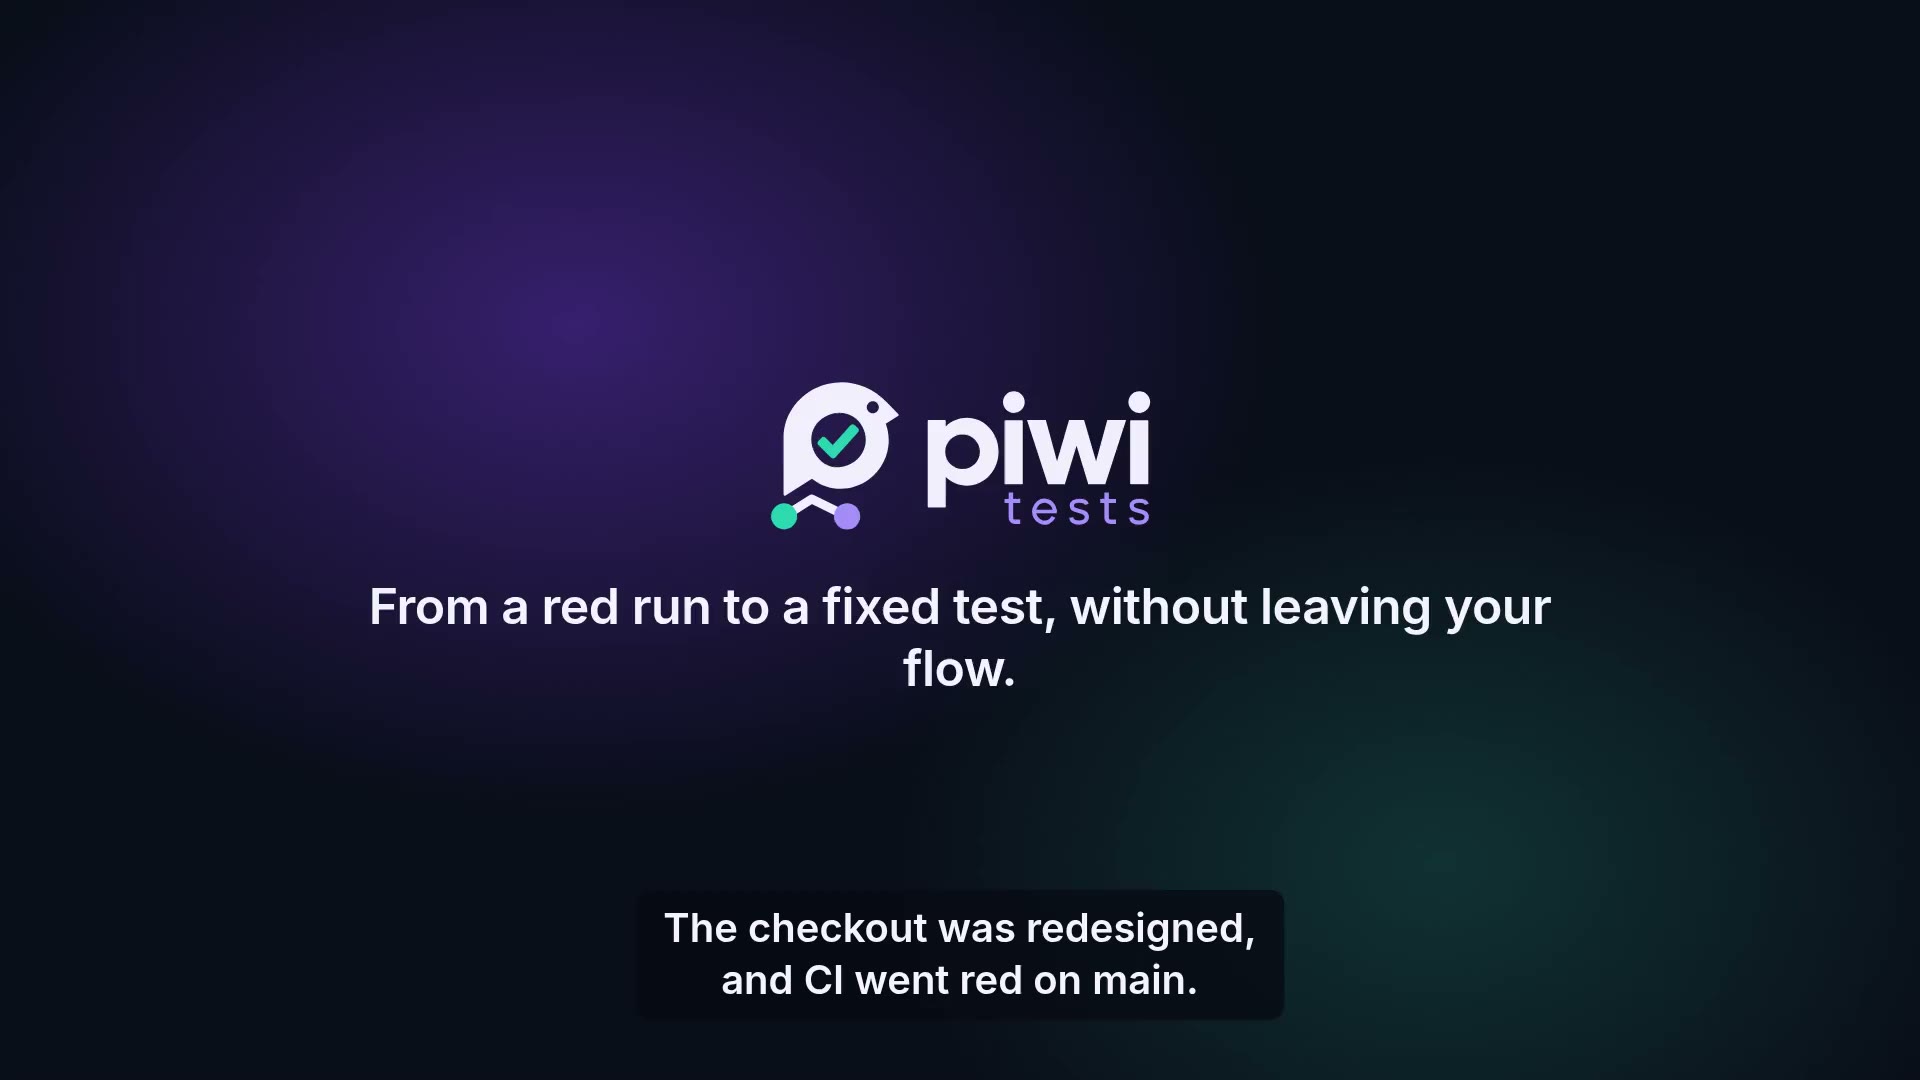 piwi
tests
From a red run to a fixed test, without leaving your
flow.
The checkout was redesigned,
and CI went red on main.